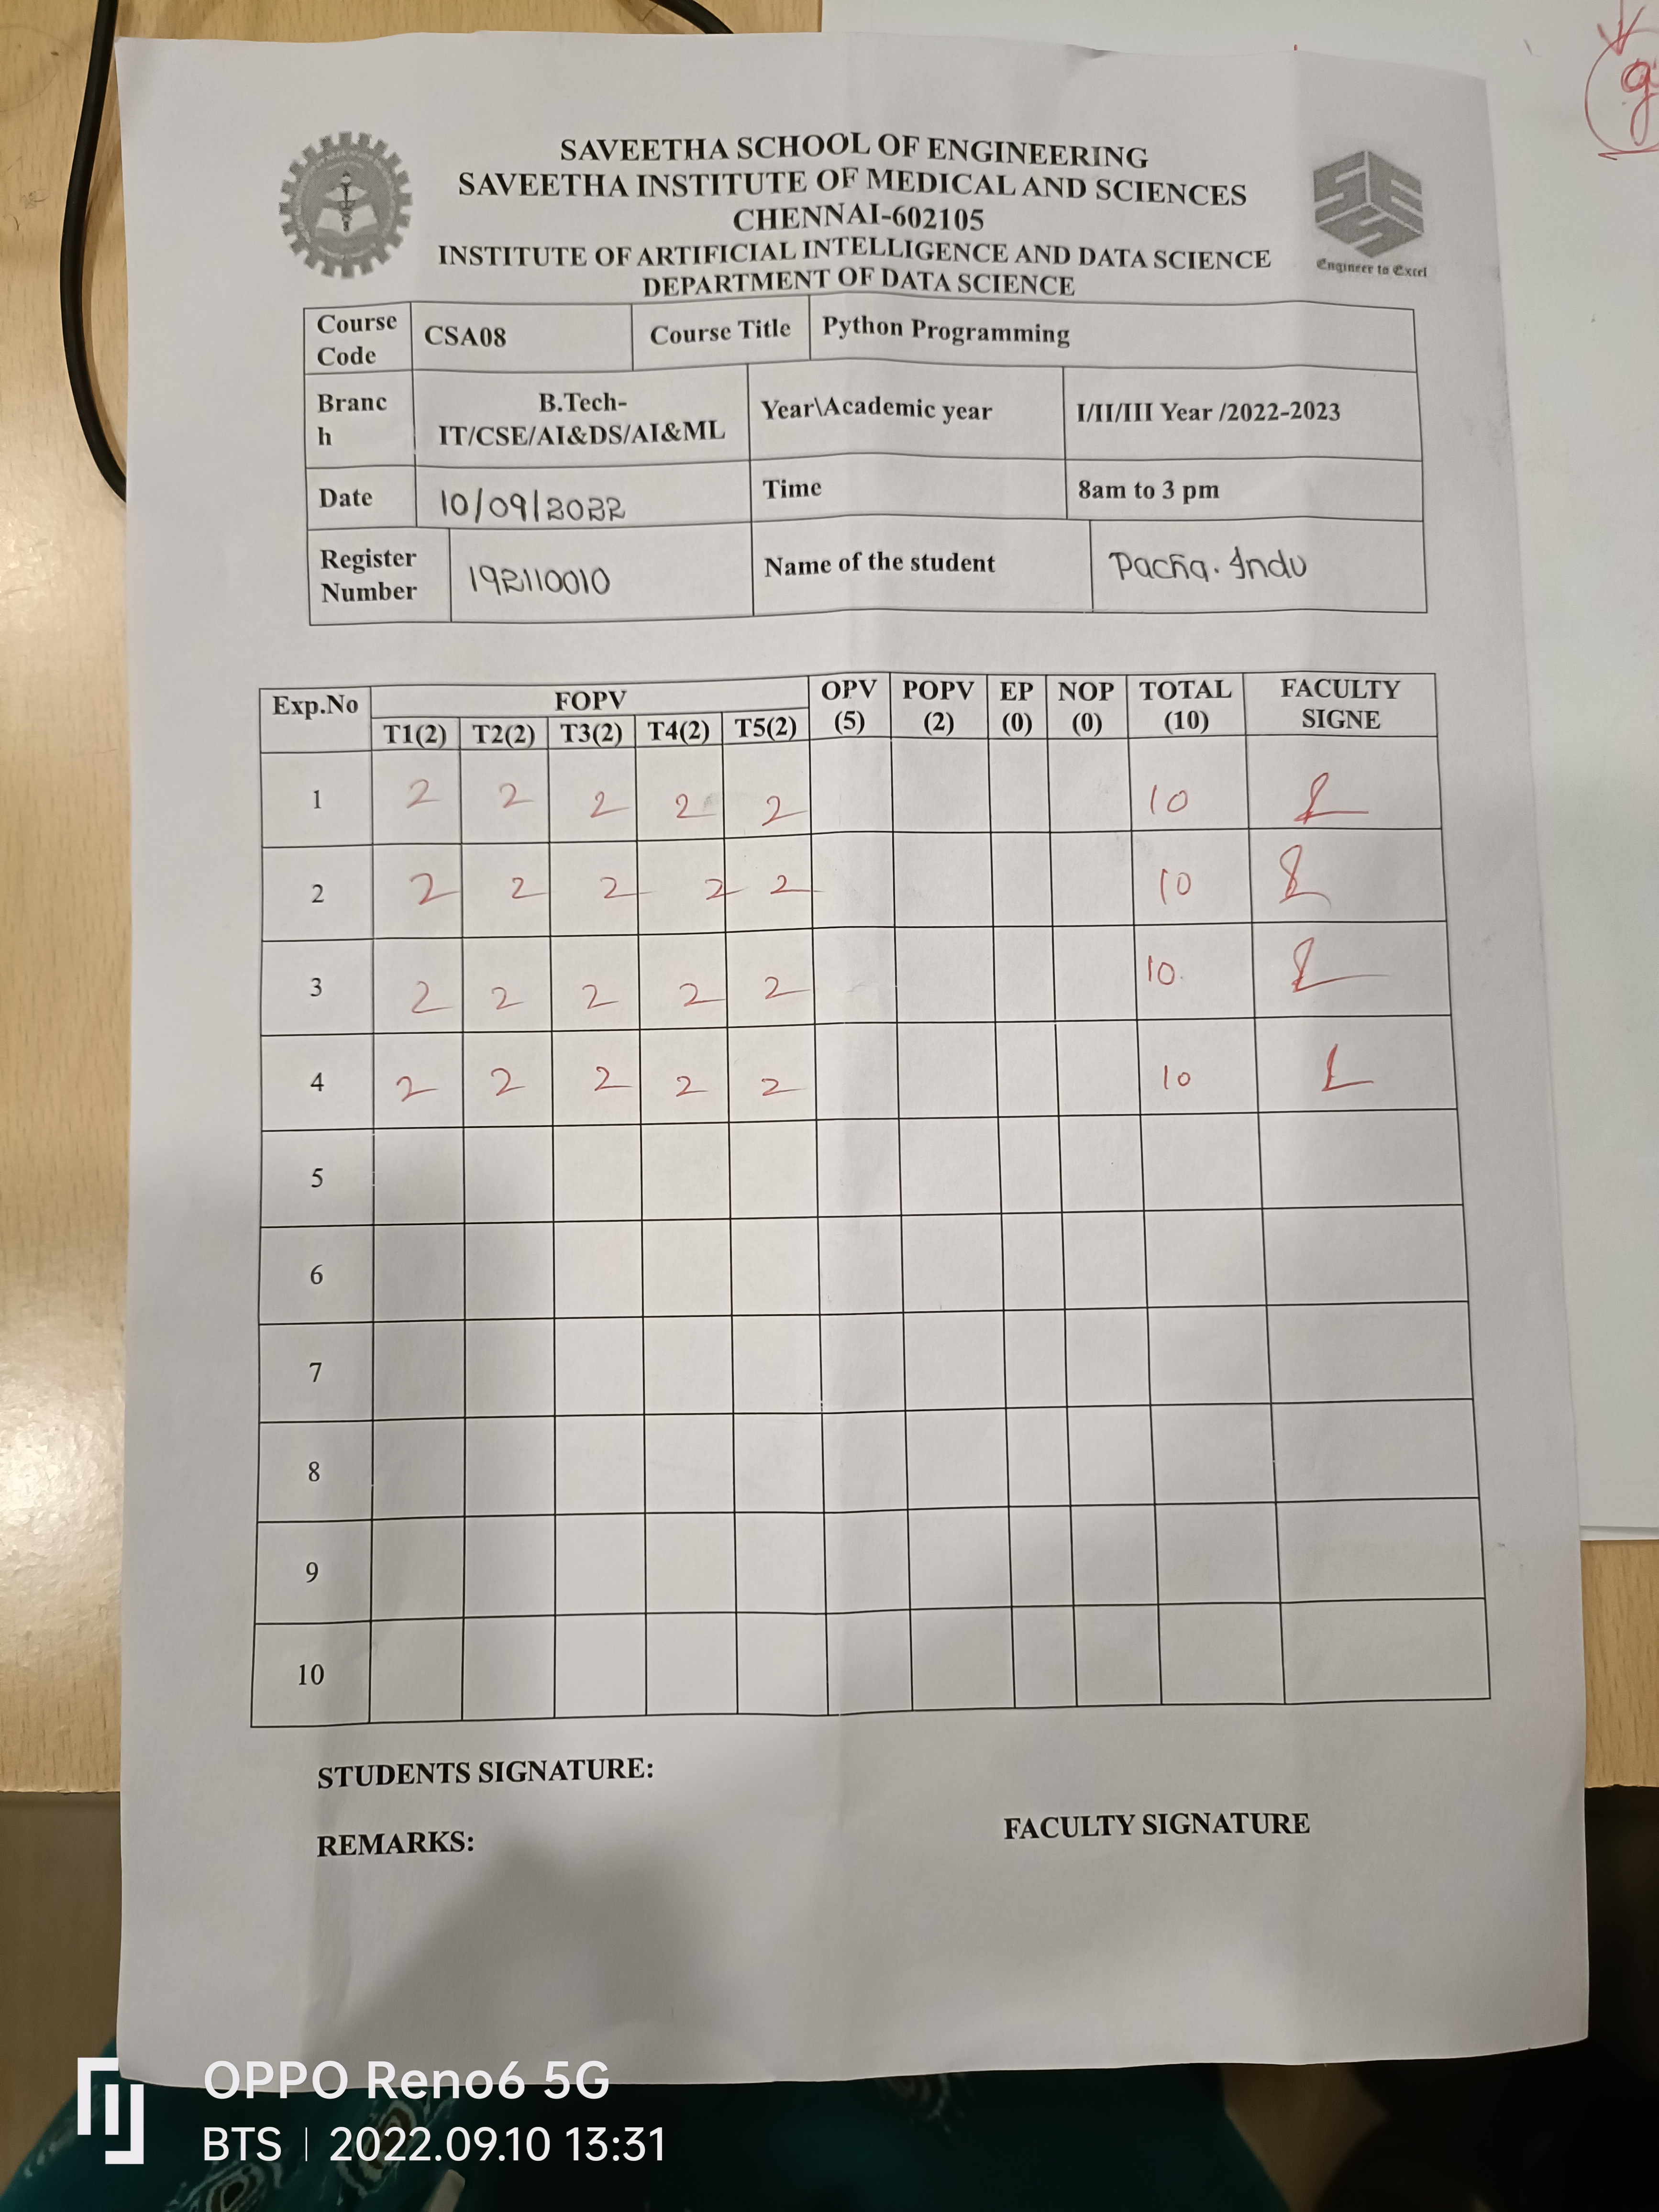 SAVEETHA SCHOOL OF ENGINEERING
SAVEETHA INSTITUTE OF MEDICAL AND SCIENCES
CHENNAI-602105
INSTITUTE OF ARTIFICIAL INTELLIGENCE AND DATA SCIENCE
DEPARTMENT OF DATA SCIENCE
Engineer to Excel
Course Code CSA08 Course Title Python Programming
Branc h B.Tech- IT/CSE/AI&DS/AI&ML Year\Academic year I/II/III Year /2022-2023
Date 10/09/2022 Time 8am to 3 pm
Register Number 192110010 Name of the student Indu
Exp.No FOPV OPV (5) POPV (2) EP (0) NOP (0) TOTAL (10) FACULTY SIGNE
T1(2) T2(2) T3(2) T4(2) T5(2)
1 2 2 2 2 2 10
2 2 2 2 2 2 10
3 2 2 2 2 2 10.
4 2 2 2 2 2 10
5
6
7
8
9
10
STUDENTS SIGNATURE:
REMARKS:
FACULTY SIGNATURE
OPPO Reno6 5G
BTS | 2022.09.10 13:31